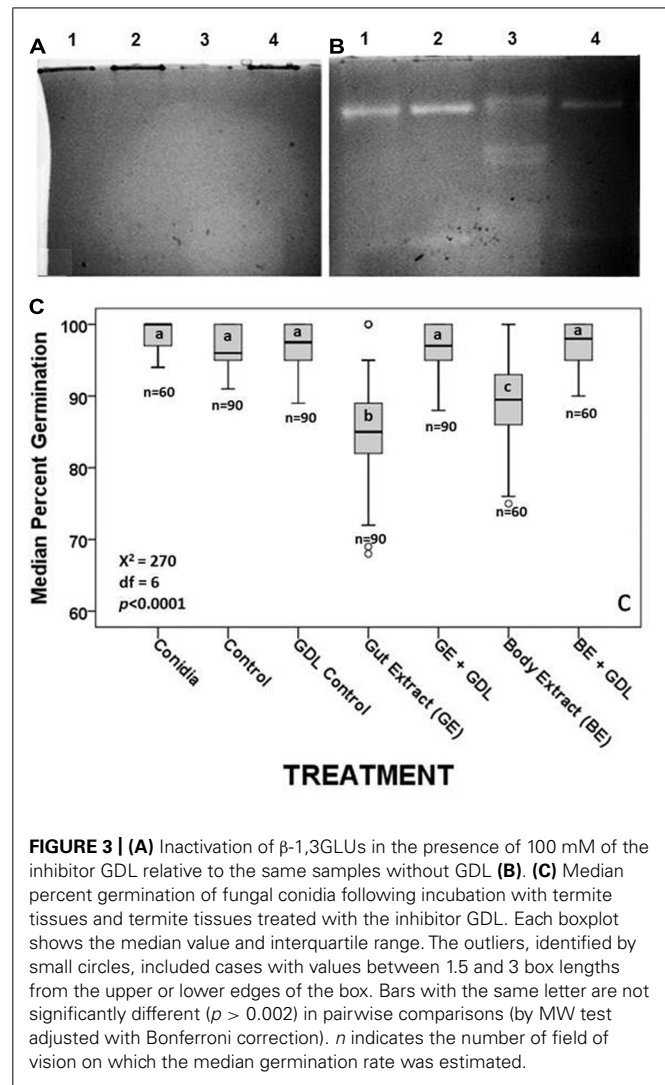 A 1 2 3 4
B 1 2 3 4
C
100
90
80
70
60
Median Percent Germination
a a a b a c a
n=60 n=90 n=90 n=90 n=90 n=60 n=60
X² = 270
df = 6
p<0.0001
C
Conidia
Control
GDL Control
Gut Extract (GE)
GE + GDL
Body Extract (BE)
BE + GDL
TREATMENT
FIGURE 3 | (A) Inactivation of β-1,3GLUs in the presence of 100 mM of the
inhibitor GDL relative to the same samples without GDL (B). (C) Median
percent germination of fungal conidia following incubation with termite
tissues and termite tissues treated with the inhibitor GDL. Each boxplot
shows the median value and interquartile range. The outliers, identified by
small circles, included cases with values between 1.5 and 3 box lengths
from the upper or lower edges of the box. Bars with the same letter are not
significantly different (p > 0.002) in pairwise comparisons (by MW test
adjusted with Bonferroni correction). n indicates the number of field of
vision on which the median germination rate was estimated.